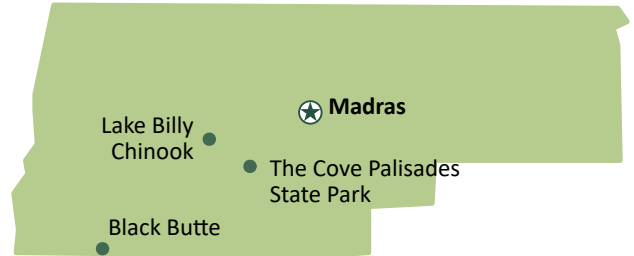 Madras
Lake Billy
Chinook
The Cove Palisades
State Park
Black Butte